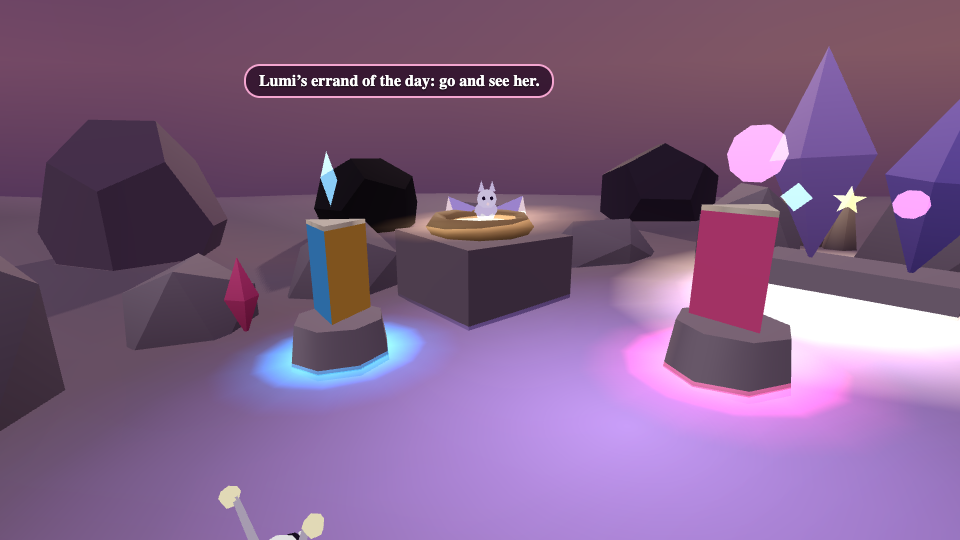 Lumi’s errand of the day: go and see her.